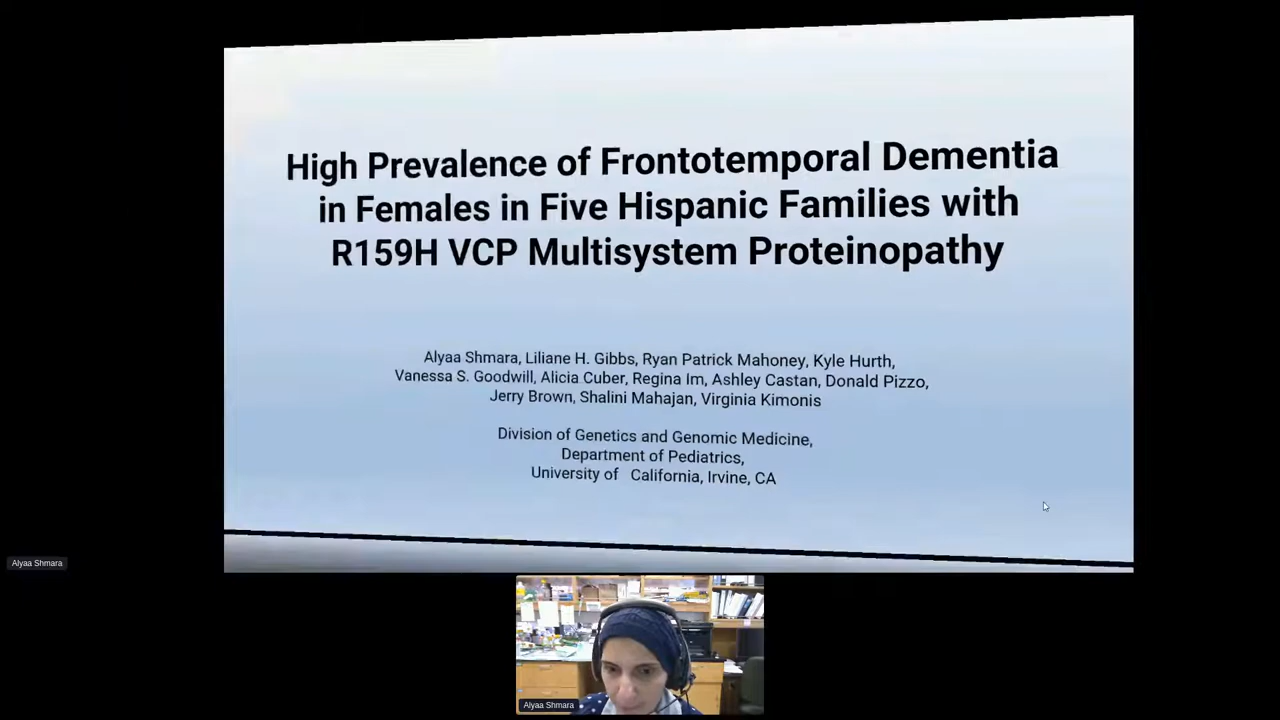 High Prevalence of Frontotemporal Dementia
in Females in Five Hispanic Families with
R159H VCP Multisystem Proteinopathy
Alyaa Shmara, Liliane H. Gibbs, Ryan Patrick Mahoney, Kyle Hurth,
Vanessa S. Goodwill, Alicia Cuber, Regina Im, Ashley Castan, Donald Pizzo,
Jerry Brown, Shalini Mahajan, Virginia Kimonis
Division of Genetics and Genomic Medicine,
Department of Pediatrics,
University of California, Irvine, CA
Alyaa Shmara
Alyaa Shmara